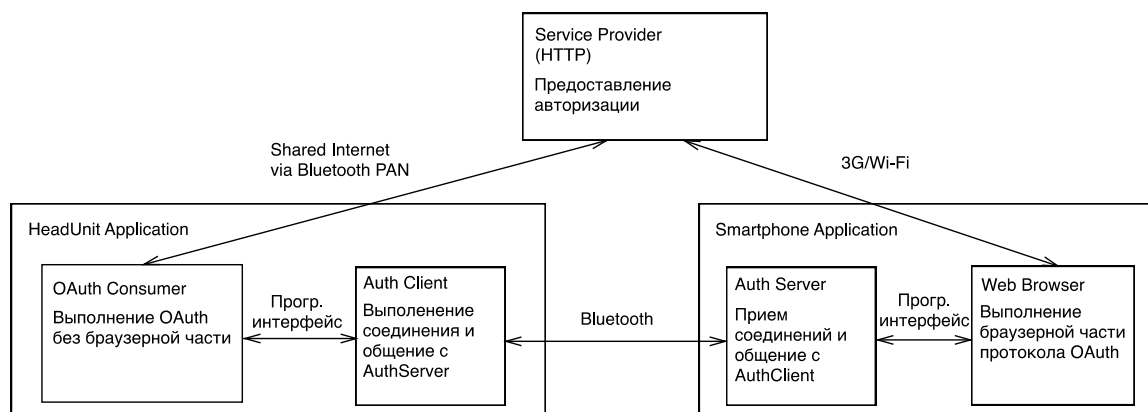 Service Provider
(HTTP)
Предоставление
авторизации
Shared Internet
via Bluetooth PAN
3G/Wi-Fi
HeadUnit Application
OAuth Consumer
Выполнение OAuth
без браузерной части
Прогр.
интерфейс
Auth Client
Выполенение
соединения и
общение с
AuthServer
Bluetooth
Smartphone Application
Auth Server
Прием
соединений и
общение с
AuthClient
Прогр.
интерфейс
Web Browser
Выполнение
браузерной части
протокола OAuth